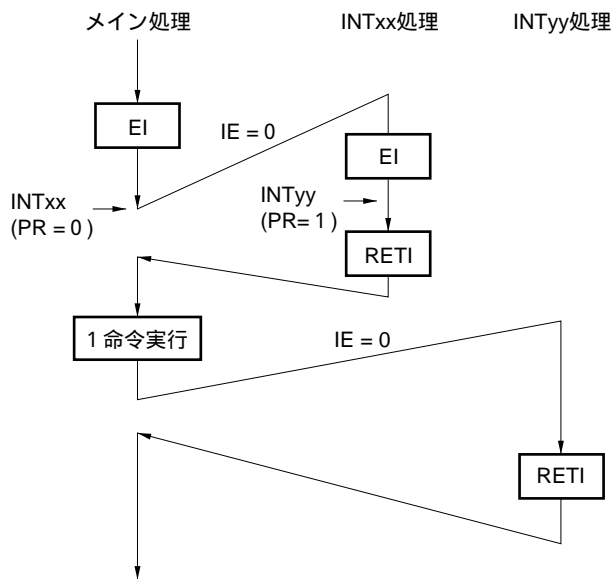 メイン処理
INTxx処理
INTyy処理
EI
IE = 0
EI
INTxx
(PR = 0 )
INTyy
(PR= 1 )
RETI
1 命令実行
IE = 0
RETI